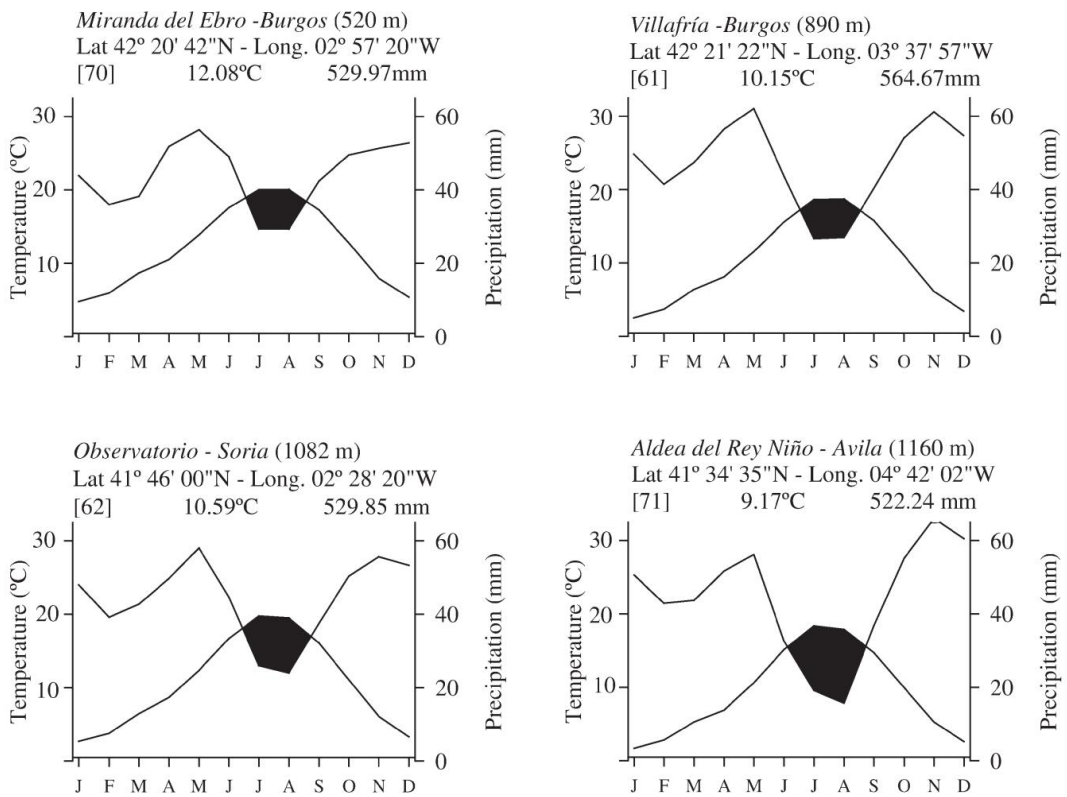 Miranda del Ebro -Burgos (520 m)
Lat 42º 20' 42"N - Long. 02º 57' 20"W
[70] 12.08ºC 529.97mm
Temperature (ºC)
30
20
10
60
40
20
0
Precipitation (mm)
J F M A M J J A S O N D
Villafría -Burgos (890 m)
Lat 42º 21' 22"N - Long. 03º 37' 57"W
[61] 10.15ºC 564.67mm
Temperature (ºC)
30
20
10
60
40
20
0
Precipitation (mm)
J F M A M J J A S O N D
Observatorio - Soria (1082 m)
Lat 41º 46' 00"N - Long. 02º 28' 20"W
[62] 10.59ºC 529.85 mm
Temperature (ºC)
30
20
10
60
40
20
0
Precipitation (mm)
J F M A M J J A S O N D
Aldea del Rey Niño - Avila (1160 m)
Lat 41º 34' 35"N - Long. 04º 42' 02"W
[71] 9.17ºC 522.24 mm
Temperature (ºC)
30
20
10
60
40
20
0
Precipitation (mm)
J F M A M J J A S O N D